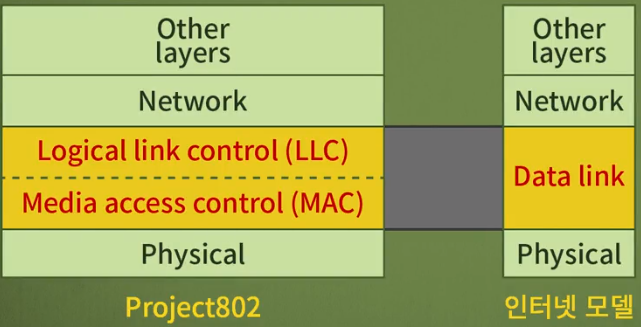 Other
layers
Network
Logical link control (LLC)
Media access control (MAC)
Physical
Project802
Other
layers
Network
Data link
Physical
인터넷 모델